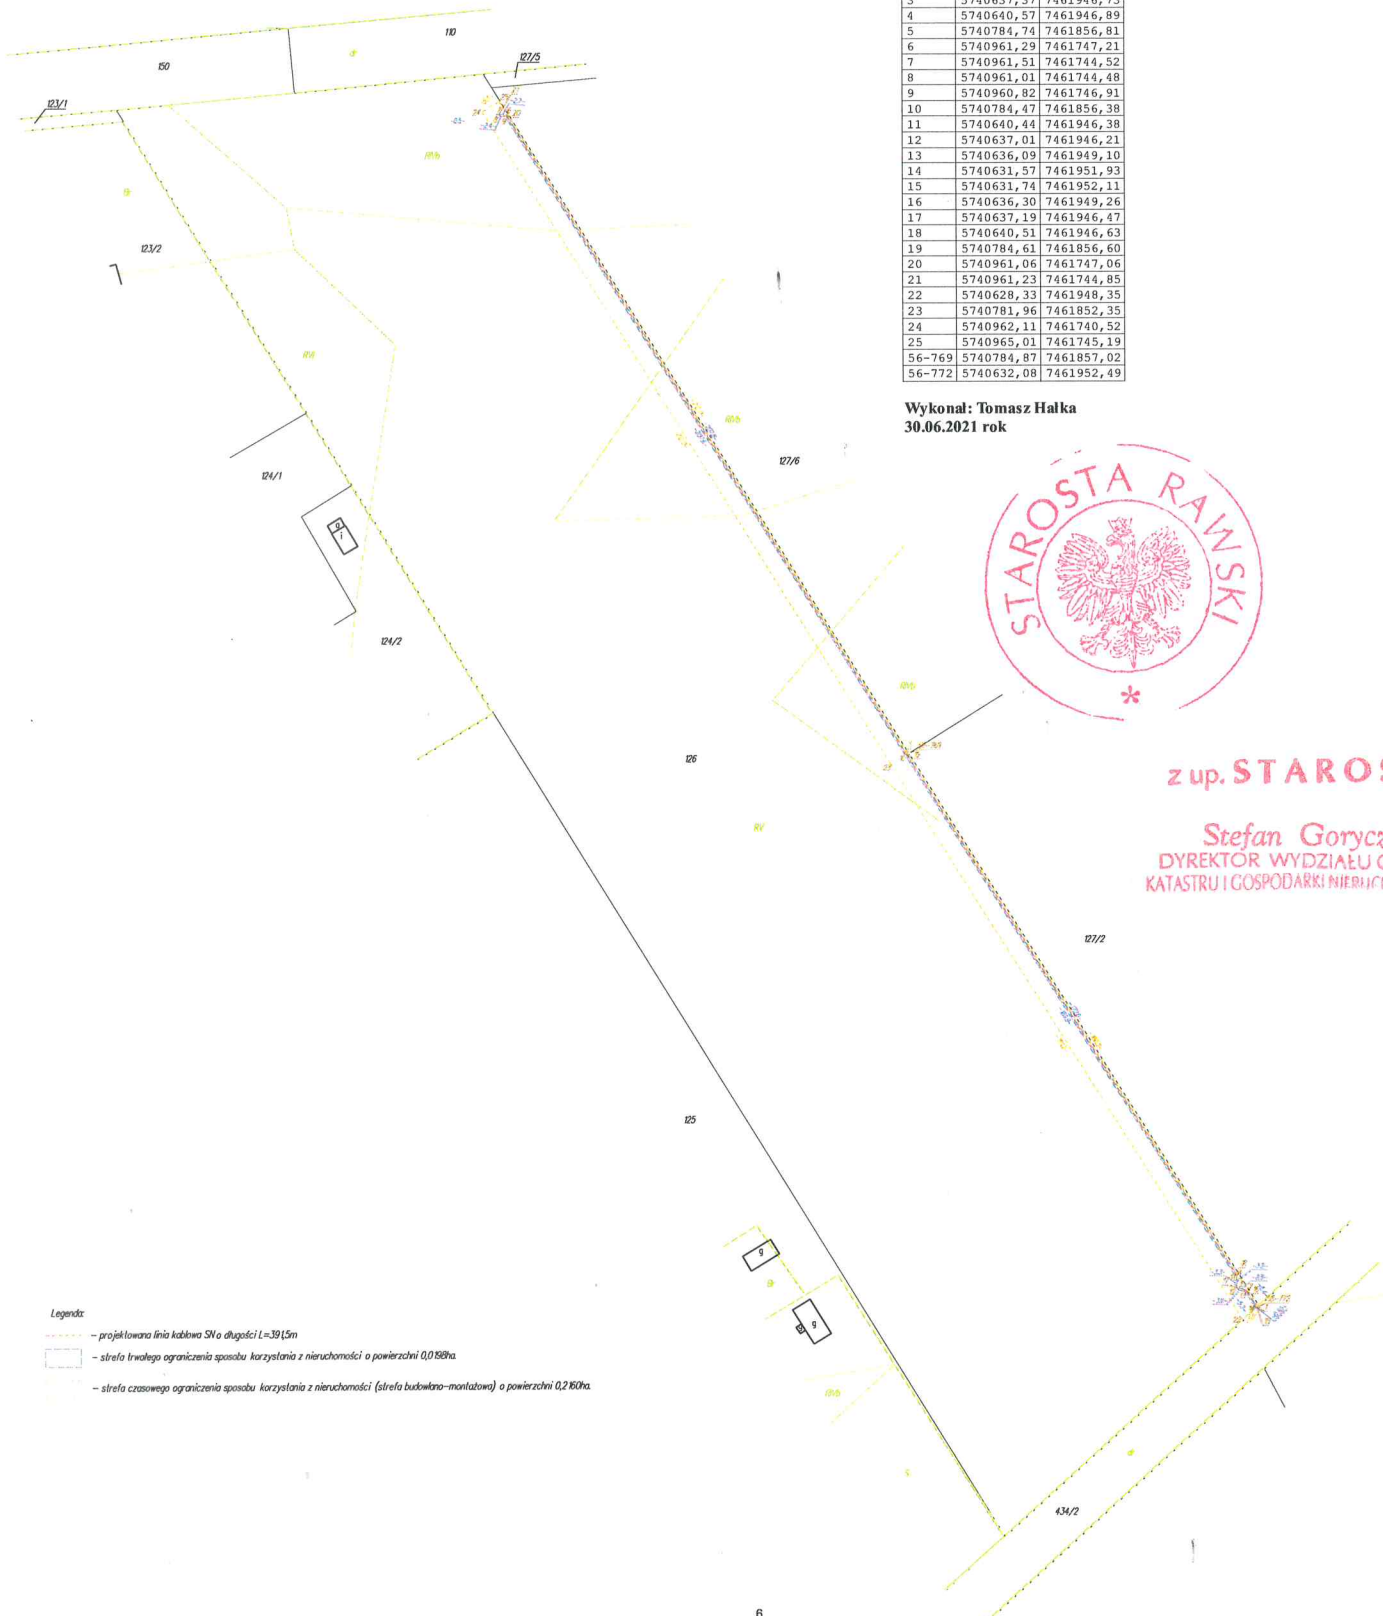 4 5740640,57 7461946,89
5 5740784,74 7461856,81
6 5740961,29 7461747,21
7 5740961,51 7461744,52
8 5740961,01 7461744,48
9 5740960,82 7461746,91
10 5740784,47 7461856,38
11 5740640,44 7461946,38
12 5740637,01 7461946,21
13 5740636,09 7461949,10
14 5740631,57 7461951,93
15 5740631,74 7461952,11
16 5740636,30 7461949,26
17 5740637,19 7461946,47
18 5740640,51 7461946,63
19 5740784,61 7461856,60
20 5740961,06 7461747,06
21 5740961,23 7461744,85
22 5740628,33 7461948,35
23 5740781,96 7461852,35
24 5740962,11 7461740,52
25 5740965,01 7461745,19
56-769 5740784,87 7461857,02
56-772 5740632,08 7461952,49
Wykonał: Tomasz Hałka
30.06.2021 rok
STAROSTA RAWSKI
z up. STAROS
Stefan Gorycz
DYREKTOR WYDZIAŁU G
KATASTRU I GOSPODARKI NIERUC
110
150
127/5
123/1
123/2
124/1
127/6
124/2
126
RV
127/2
125
g
g
434/2
Legenda:
- projektowana linia kablowa SN o długości L=391,5m
- strefa trwałego ograniczenia sposobu korzystania z nieruchomości o powierzchni 0,0198ha.
- strefa czasowego ograniczenia sposobu korzystania z nieruchomości (strefa budowlano-montażowa) o powierzchni 0,2160ha.
6